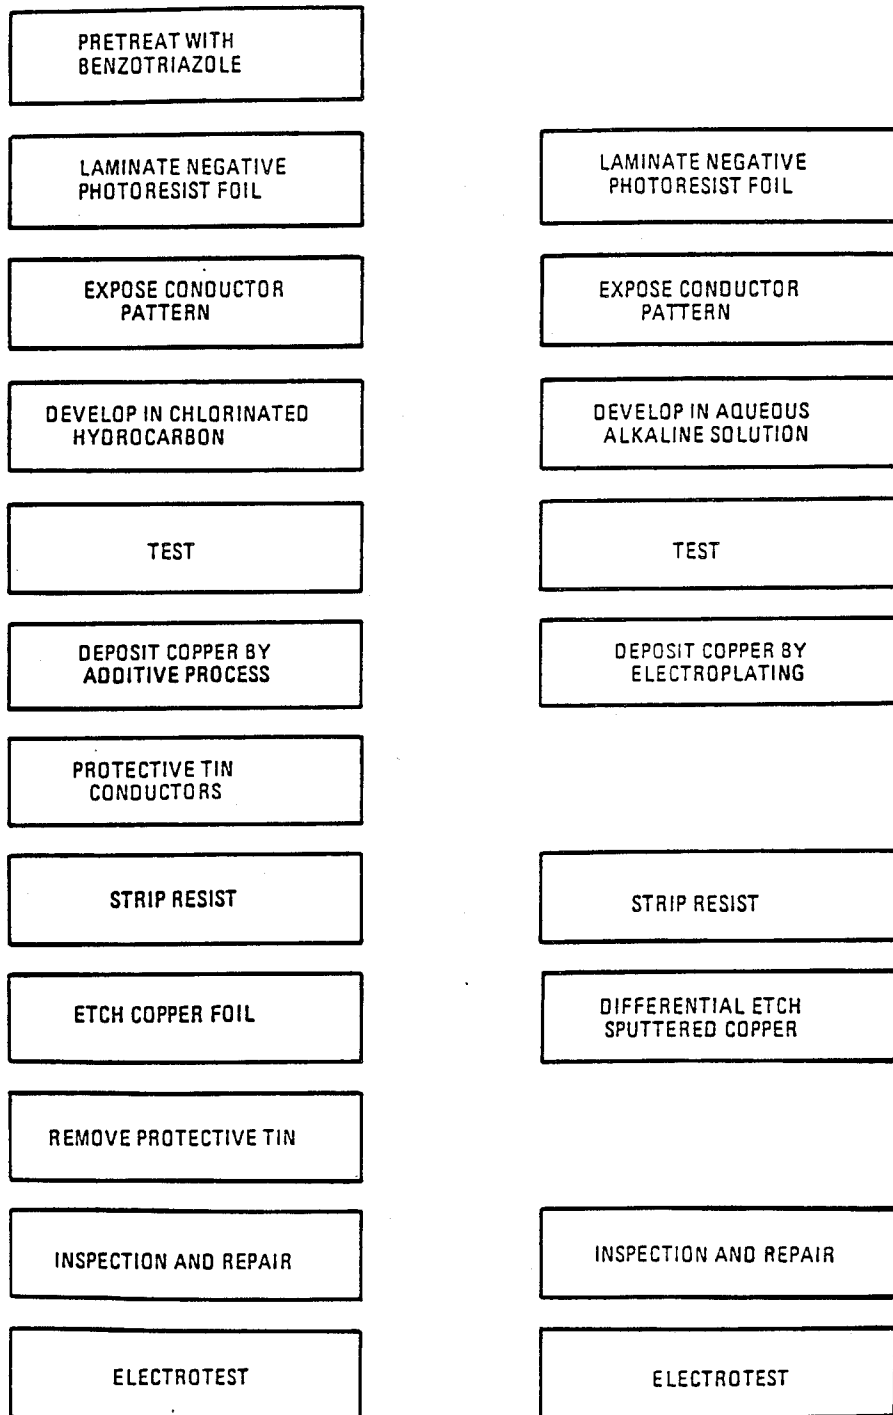 PRETREAT WITH
BENZOTRIAZOLE
LAMINATE NEGATIVE
PHOTORESIST FOIL
EXPOSE CONDUCTOR
PATTERN
DEVELOP IN CHLORINATED
HYDROCARBON
TEST
DEPOSIT COPPER BY
ADDITIVE PROCESS
PROTECTIVE TIN
CONDUCTORS
STRIP RESIST
ETCH COPPER FOIL
REMOVE PROTECTIVE TIN
INSPECTION AND REPAIR
ELECTROTEST
LAMINATE NEGATIVE
PHOTORESIST FOIL
EXPOSE CONDUCTOR
PATTERN
DEVELOP IN AQUEOUS
ALKALINE SOLUTION
TEST
DEPOSIT COPPER BY
ELECTROPLATING
STRIP RESIST
DIFFERENTIAL ETCH
SPUTTERED COPPER
INSPECTION AND REPAIR
ELECTROTEST